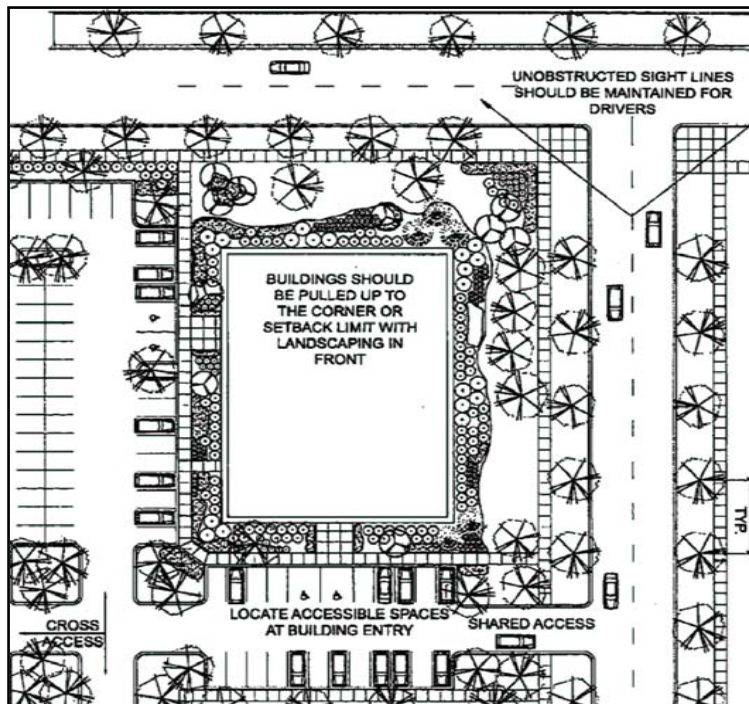 UNOBSTRUCTED SIGHT LINES
SHOULD BE MAINTAINED FOR
DRIVERS
BUILDINGS SHOULD
BE PULLED UP TO
THE CORNER OR
SETBACK LIMIT WITH
LANDSCAPING IN
FRONT
TYP.
LOCATE ACCESSIBLE SPACES
AT BUILDING ENTRY
SHARED ACCESS
CROSS
ACCESS